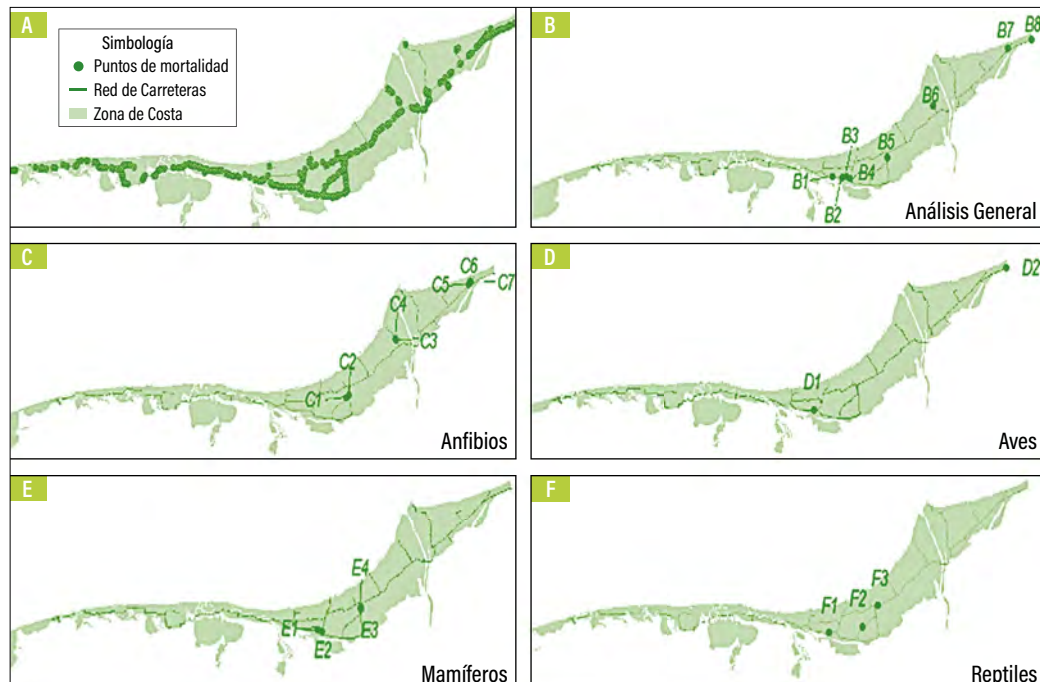 A
Simbología
Puntos de mortalidad
Red de Carreteras
Zona de Costa
B
B1
B2
B3
B4
B5
B6
B7
B8
Análisis General
C
C1
C2
C3
C4
C5
C6
C7
Anfibios
D
D1
D2
Aves
E
E1
E2
E3
E4
Mamíferos
F
F1
F2
F3
Reptiles